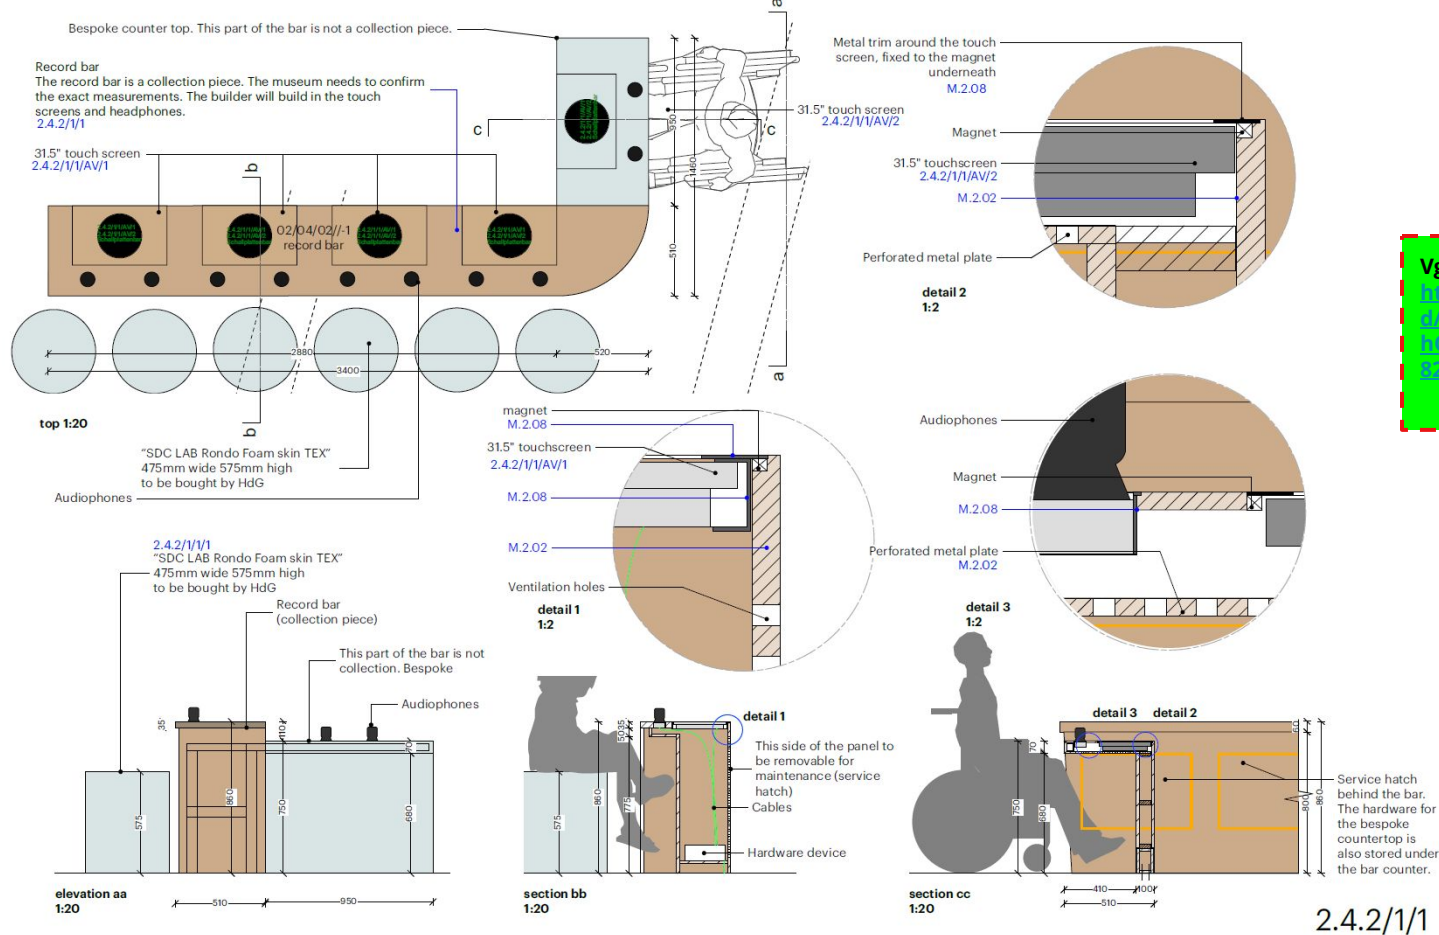 Bespoke counter top. This part of the bar is not a collection piece.
Record bar
The record bar is a collection piece. The museum needs to confirm
the exact measurements. The builder will build in the touch
screens and headphones.
2.4.2/1/1
31.5" touch screen
2.4.2/1/1/AV/1
b
c
c
a
950
1460
510
31.5" touch screen
2.4.2/1/1/AV/2
02/04/02//-1
record bar
2880
520
3400
a
b
top 1:20
"SDC LAB Rondo Foam skin TEX"
475mm wide 575mm high
to be bought by HdG
Audiophones
Metal trim around the touch
screen, fixed to the magnet
underneath
M.2.08
Magnet
31.5" touchscreen
2.4.2/1/1/AV/2
M.2.02
Perforated metal plate
detail 2
1:2
Vg
magnet
M.2.08
31.5" touchscreen
2.4.2/1/1/AV/1
M.2.08
M.2.02
Ventilation holes
detail 1
1:2
Audiophones
Magnet
M.2.08
Perforated metal plate
M.2.02
detail 3
1:2
2.4.2/1/1/1
"SDC LAB Rondo Foam skin TEX"
475mm wide 575mm high
to be bought by HdG
Record bar
(collection piece)
This part of the bar is not
collection. Bespoke
Audiophones
35
110
70
575
860
750
680
510
950
elevation aa
1:20
detail 1
This side of the panel to
be removable for
maintenance (service
hatch)
Cables
Hardware device
5035
575
860
775
section bb
1:20
detail 3
detail 2
70
60
750
680
800
860
410
100
510
Service hatch
behind the bar.
The hardware for
the bespoke
countertop is
also stored under
the bar counter.
section cc
1:20
2.4.2/1/1